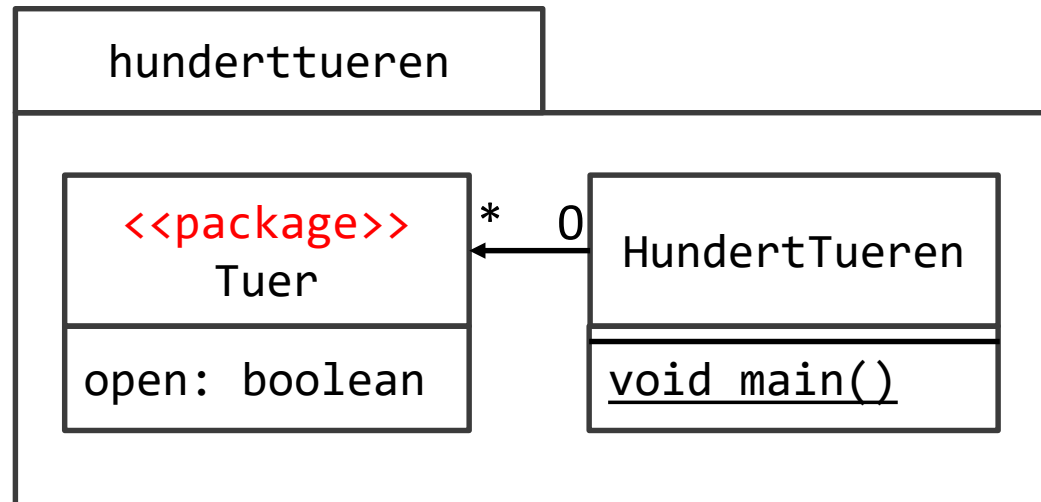 hunderttueren
<<package>>
Tuer
open: boolean
* 0
HundertTueren
void main()